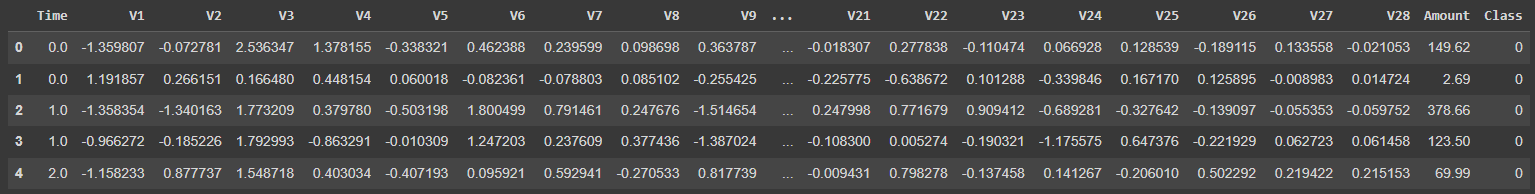 Time V1 V2 V3 V4 V5 V6 V7 V8 V9 ... V21 V22 V23 V24 V25 V26 V27 V28 Amount Class
0 0.0 -1.359807 -0.072781 2.536347 1.378155 -0.338321 0.462388 0.239599 0.098698 0.363787 ... -0.018307 0.277838 -0.110474 0.066928 0.128539 -0.189115 0.133558 -0.021053 149.62 0
1 0.0 1.191857 0.266151 0.166480 0.448154 0.060018 -0.082361 -0.078803 0.085102 -0.255425 ... -0.225775 -0.638672 0.101288 -0.339846 0.167170 0.125895 -0.008983 0.014724 2.69 0
2 1.0 -1.358354 -1.340163 1.773209 0.379780 -0.503198 1.800499 0.791461 0.247676 -1.514654 ... 0.247998 0.771679 0.909412 -0.689281 -0.327642 -0.139097 -0.055353 -0.059752 378.66 0
3 1.0 -0.966272 -0.185226 1.792993 -0.863291 -0.010309 1.247203 0.237609 0.377436 -1.387024 ... -0.108300 0.005274 -0.190321 -1.175575 0.647376 -0.221929 0.062723 0.061458 123.50 0
4 2.0 -1.158233 0.877737 1.548718 0.403034 -0.407193 0.095921 0.592941 -0.270533 0.817739 ... -0.009431 0.798278 -0.137458 0.141267 -0.206010 0.502292 0.219422 0.215153 69.99 0